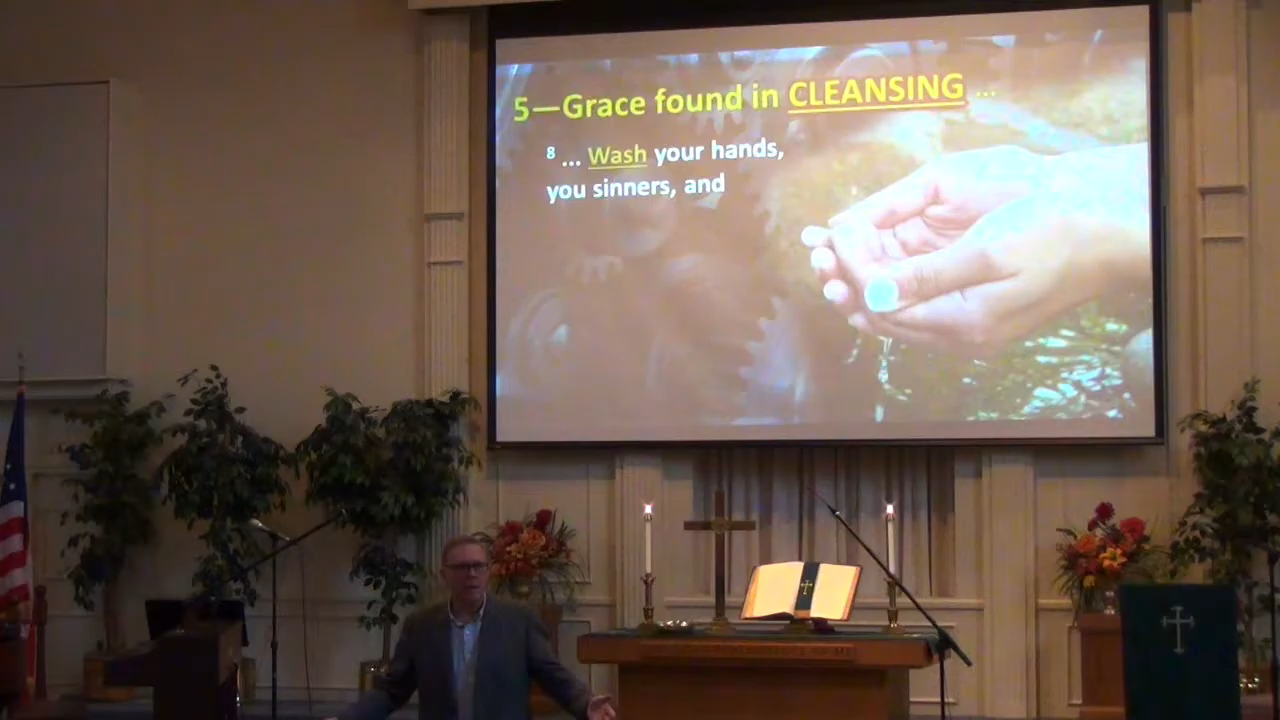 5—Grace found in CLEANSING ...
8 ... Wash your hands,
you sinners, and